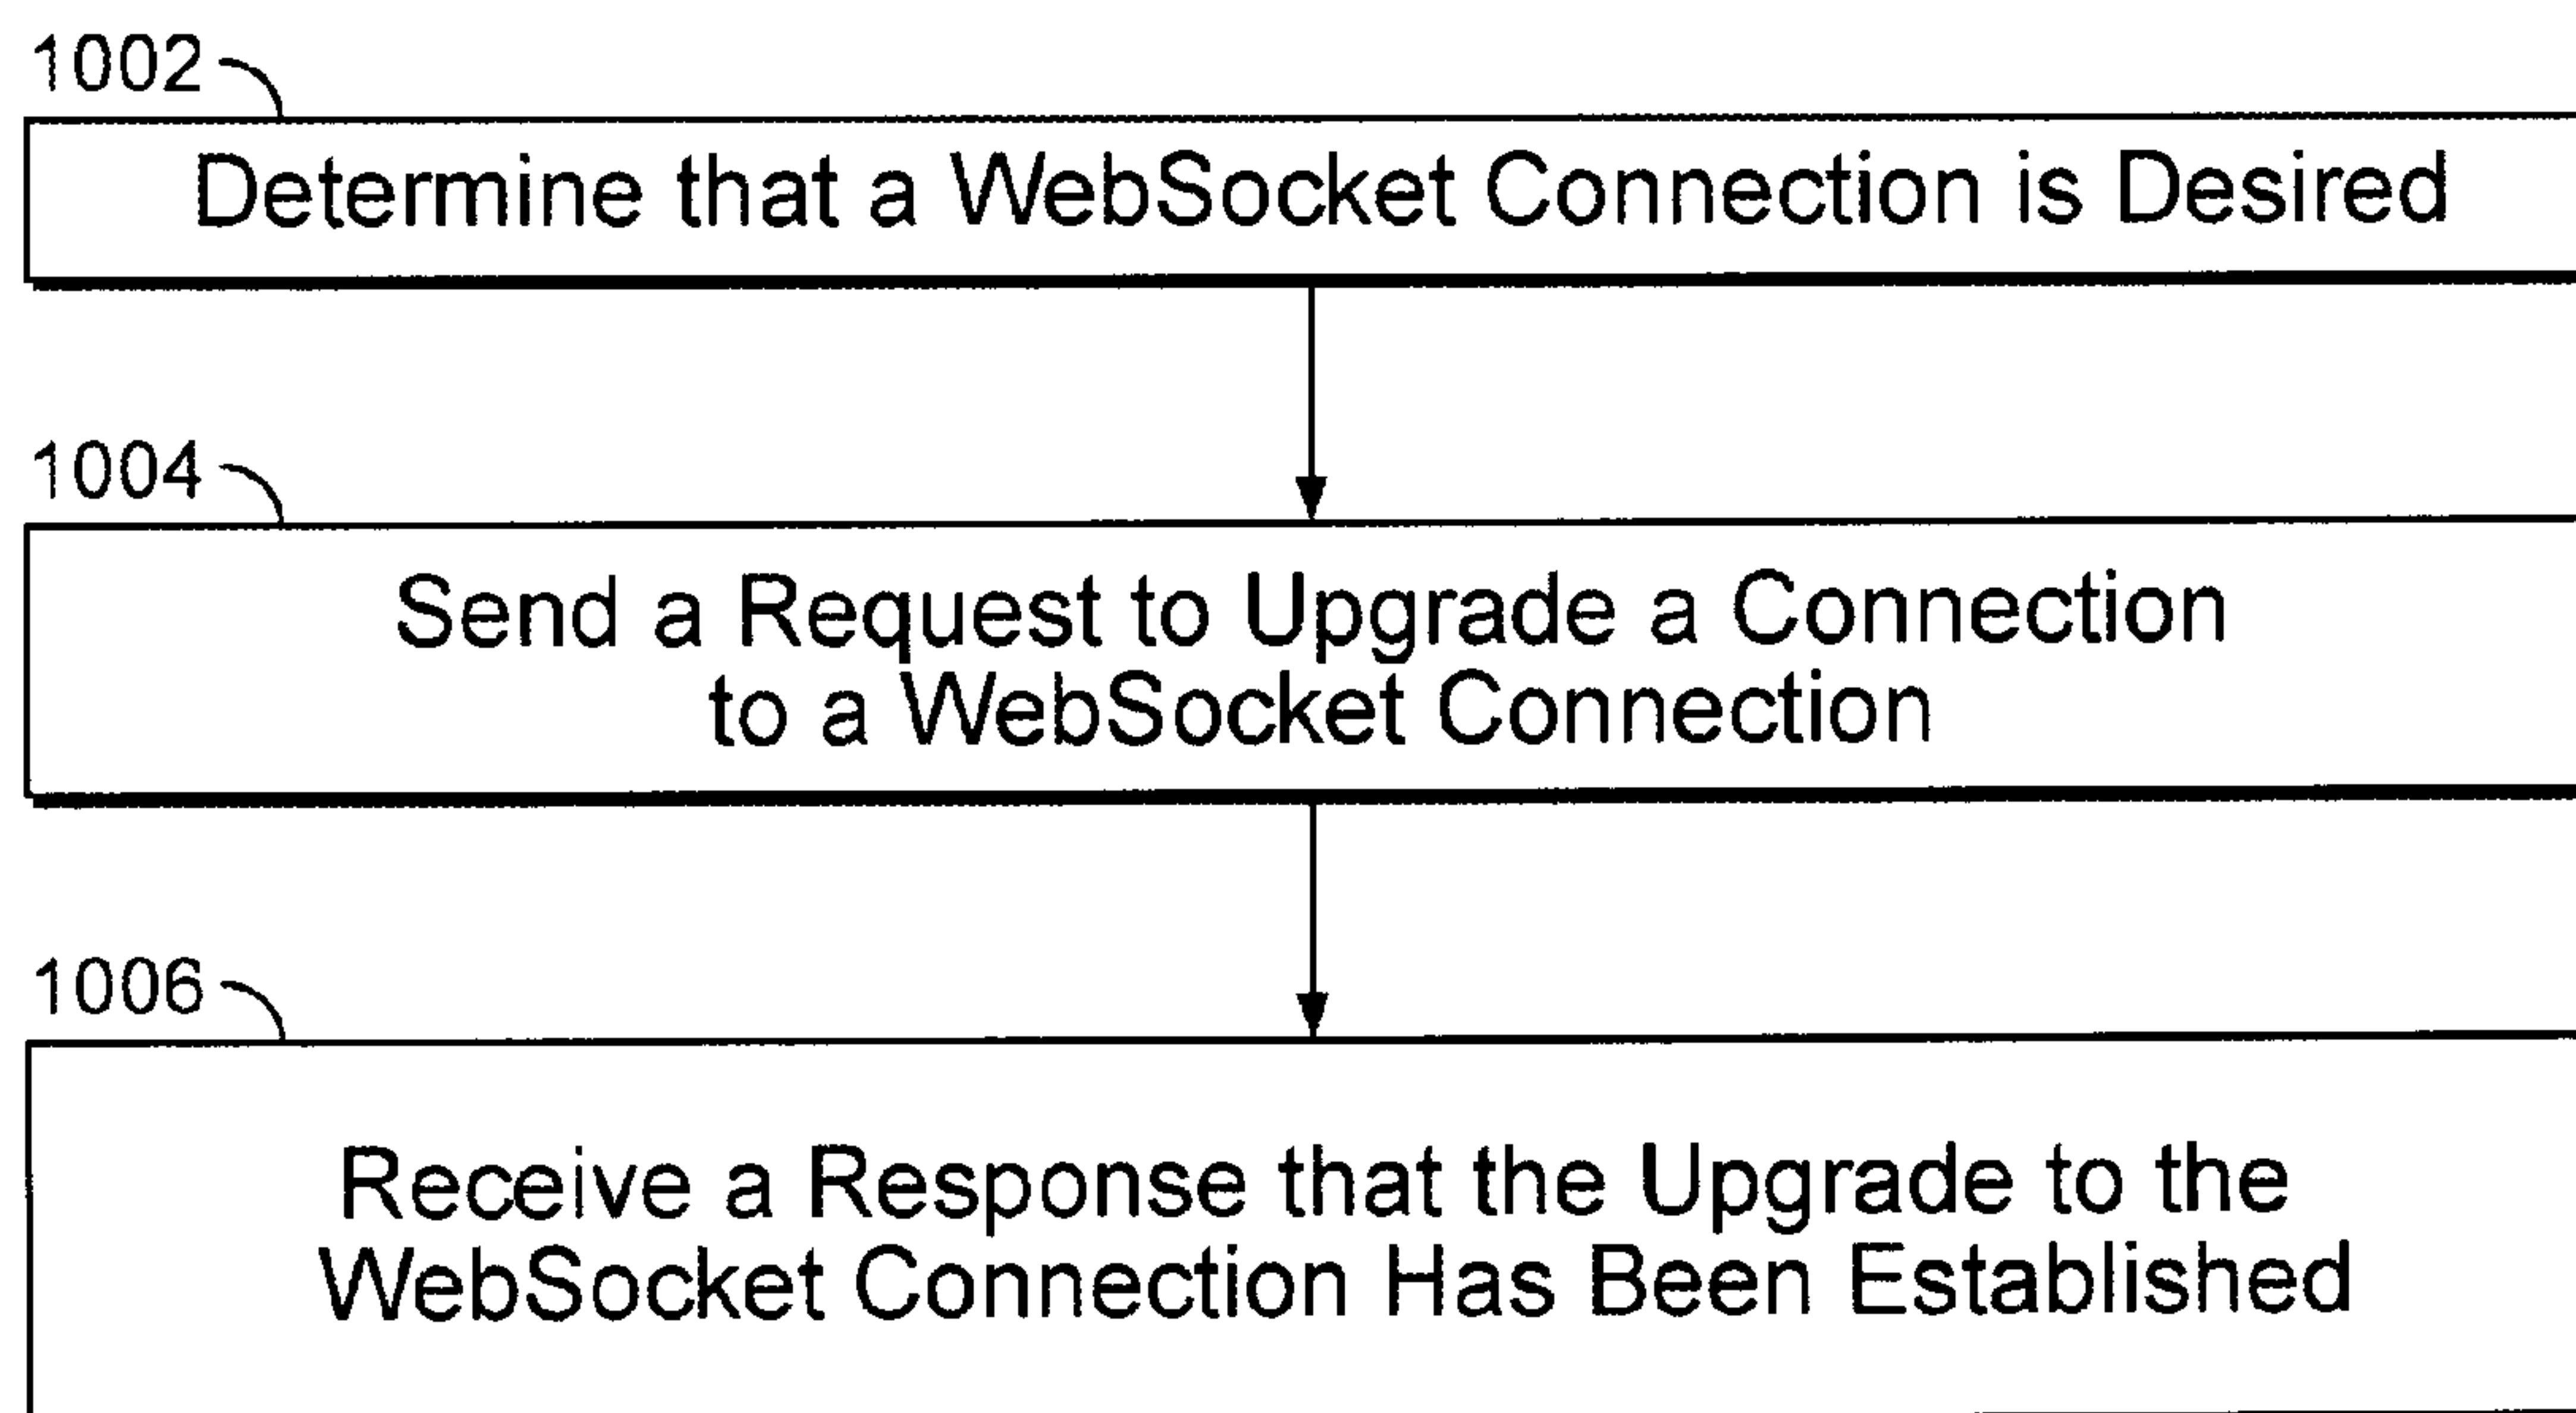 1002
Determine that a WebSocket Connection is Desired
1004
Send a Request to Upgrade a Connection
to a WebSocket Connection
1006
Receive a Response that the Upgrade to the
WebSocket Connection Has Been Established